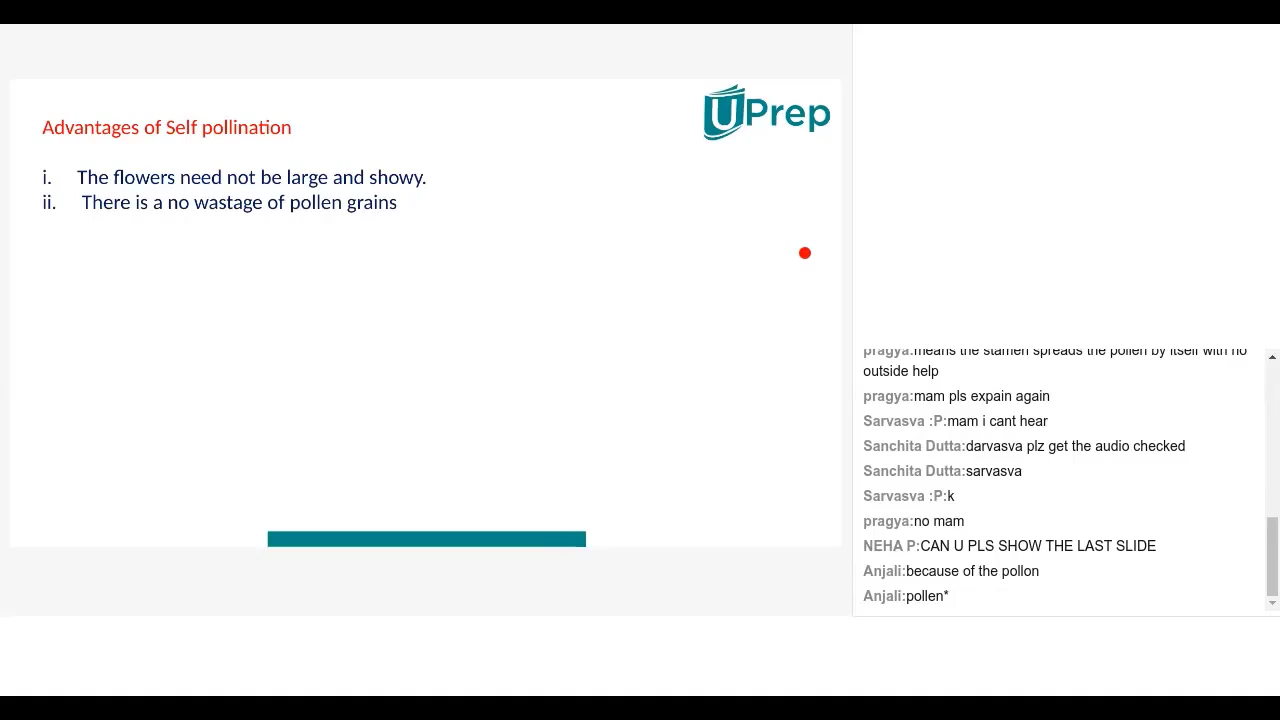 UPrep
Advantages of Self pollination
i. The flowers need not be large and showy.
ii. There is a no wastage of pollen grains
pragya:means the stamen spreads the pollen by itself with no
outside help
pragya:mam pls expain again
Sarvasva :P:mam i cant hear
Sanchita Dutta:darvasva plz get the audio checked
Sanchita Dutta:sarvasva
Sarvasva :P:k
pragya:no mam
NEHA P:CAN U PLS SHOW THE LAST SLIDE
Anjali:because of the pollon
Anjali:pollen*